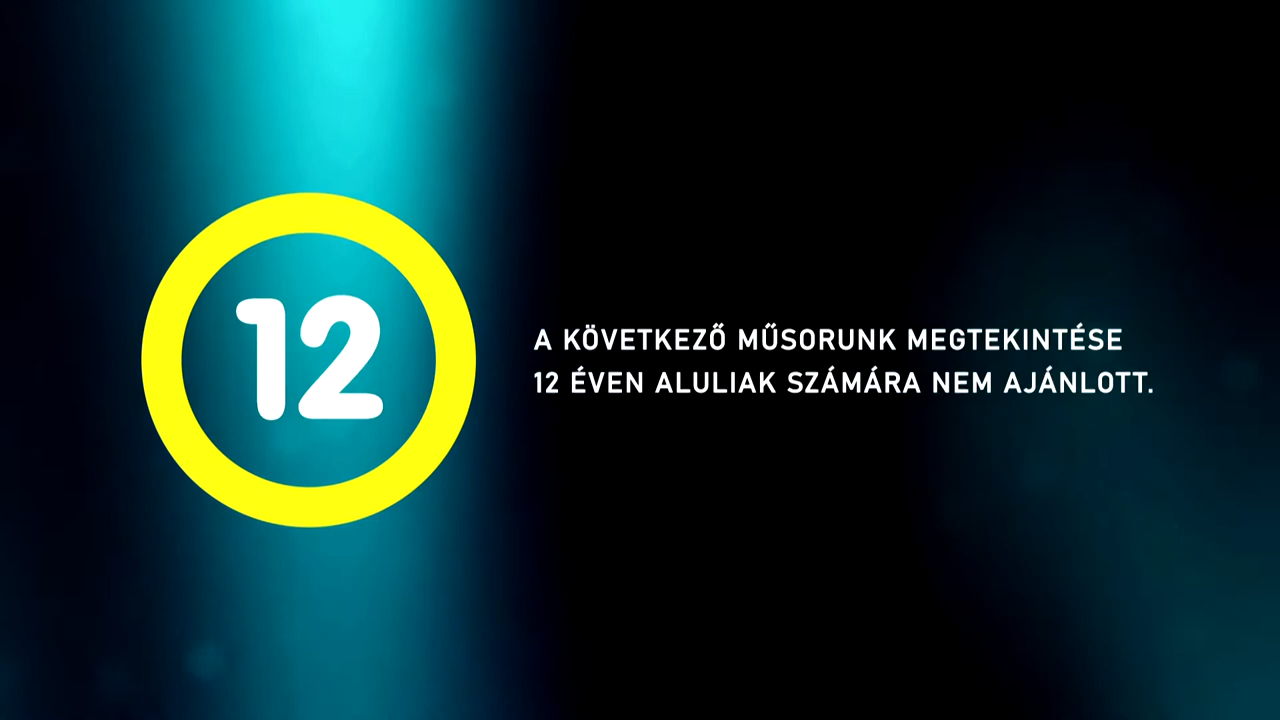 12
A KÖVETKEZŐ MŰSORUNK MEGTEKINTÉSE
12 ÉVEN ALULIAK SZÁMÁRA NEM AJÁNLOTT.